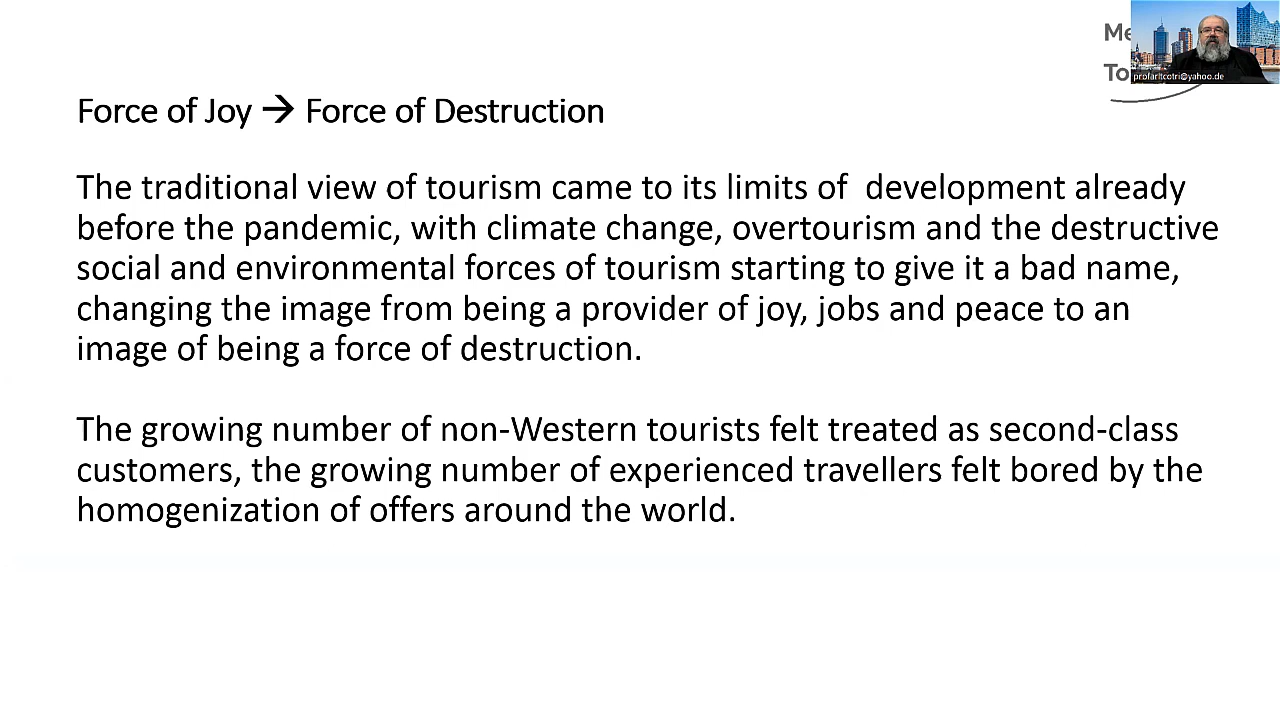 Force of Joy → Force of Destruction
The traditional view of tourism came to its limits of  development already
before the pandemic, with climate change, overtourism and the destructive
social and environmental forces of tourism starting to give it a bad name,
changing the image from being a provider of joy, jobs and peace to an
image of being a force of destruction.
The growing number of non-Western tourists felt treated as second-class
customers, the growing number of experienced travellers felt bored by the
homogenization of offers around the world.